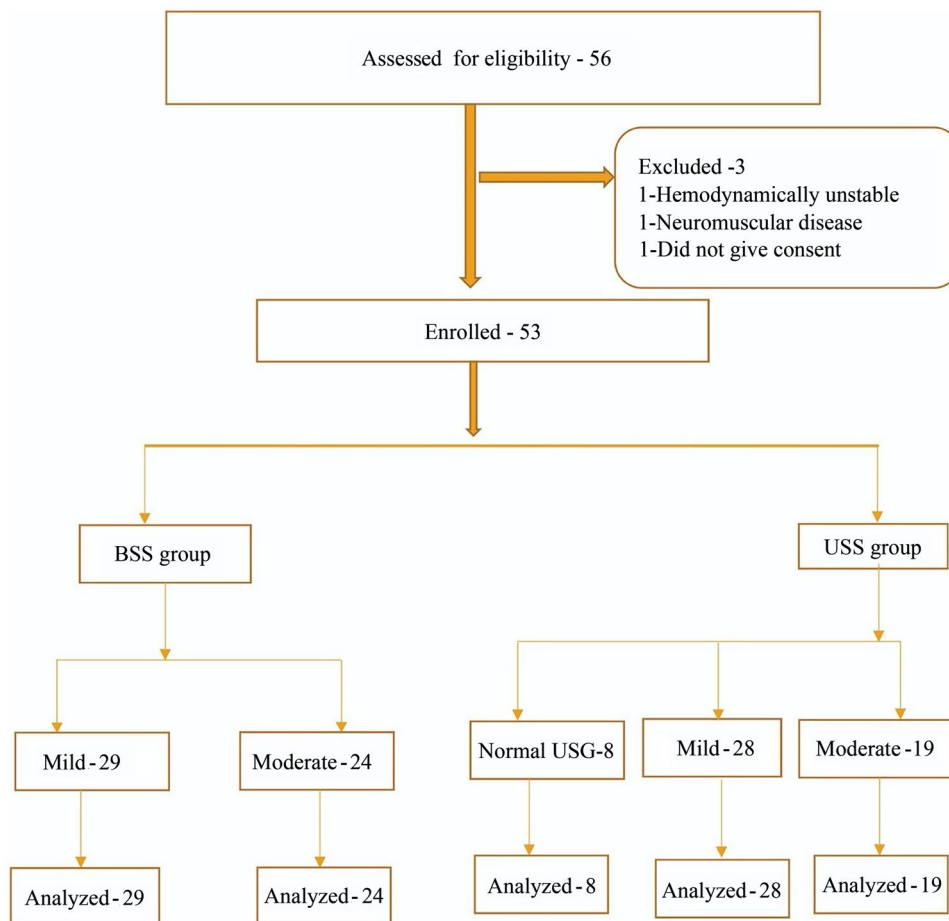 Assessed for eligibility - 56
Excluded -3
1-Hemodynamically unstable
1-Neuromuscular disease
1-Did not give consent
Enrolled - 53
BSS group
USS group
Mild -29
Moderate -24
Normal USG-8
Mild -28
Moderate -19
Analyzed -29
Analyzed -24
Analyzed -8
Analyzed -28
Analyzed -19